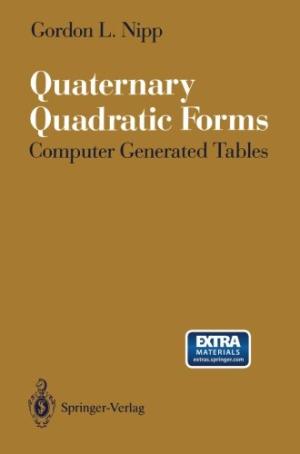 Gordon L. Nipp
Quaternary
Quadratic Forms
Computer Generated Tables
EXTRA
MATERIALS
extras.springer.com
Springer-Verlag